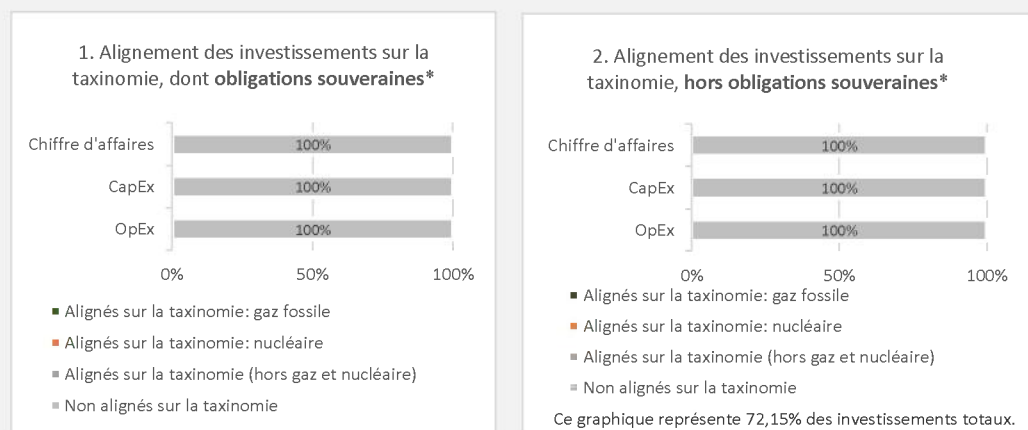 1. Alignement des investissements sur la
taxinomie, dont obligations souveraines*
Chiffre d'affaires
100%
CapEx
100%
OpEx
100%
0%
50%
100%
Alignés sur la taxinomie: gaz fossile
Alignés sur la taxinomie: nucléaire
Alignés sur la taxinomie (hors gaz et nucléaire)
Non alignés sur la taxinomie
2. Alignement des investissements sur la
taxinomie, hors obligations souveraines*
Chiffre d'affaires
100%
CapEx
100%
OpEx
100%
0%
50%
100%
Alignés sur la taxinomie: gaz fossile
Alignés sur la taxinomie: nucléaire
Alignés sur la taxinomie (hors gaz et nucléaire)
Non alignés sur la taxinomie
Ce graphique représente 72,15% des investissements totaux.